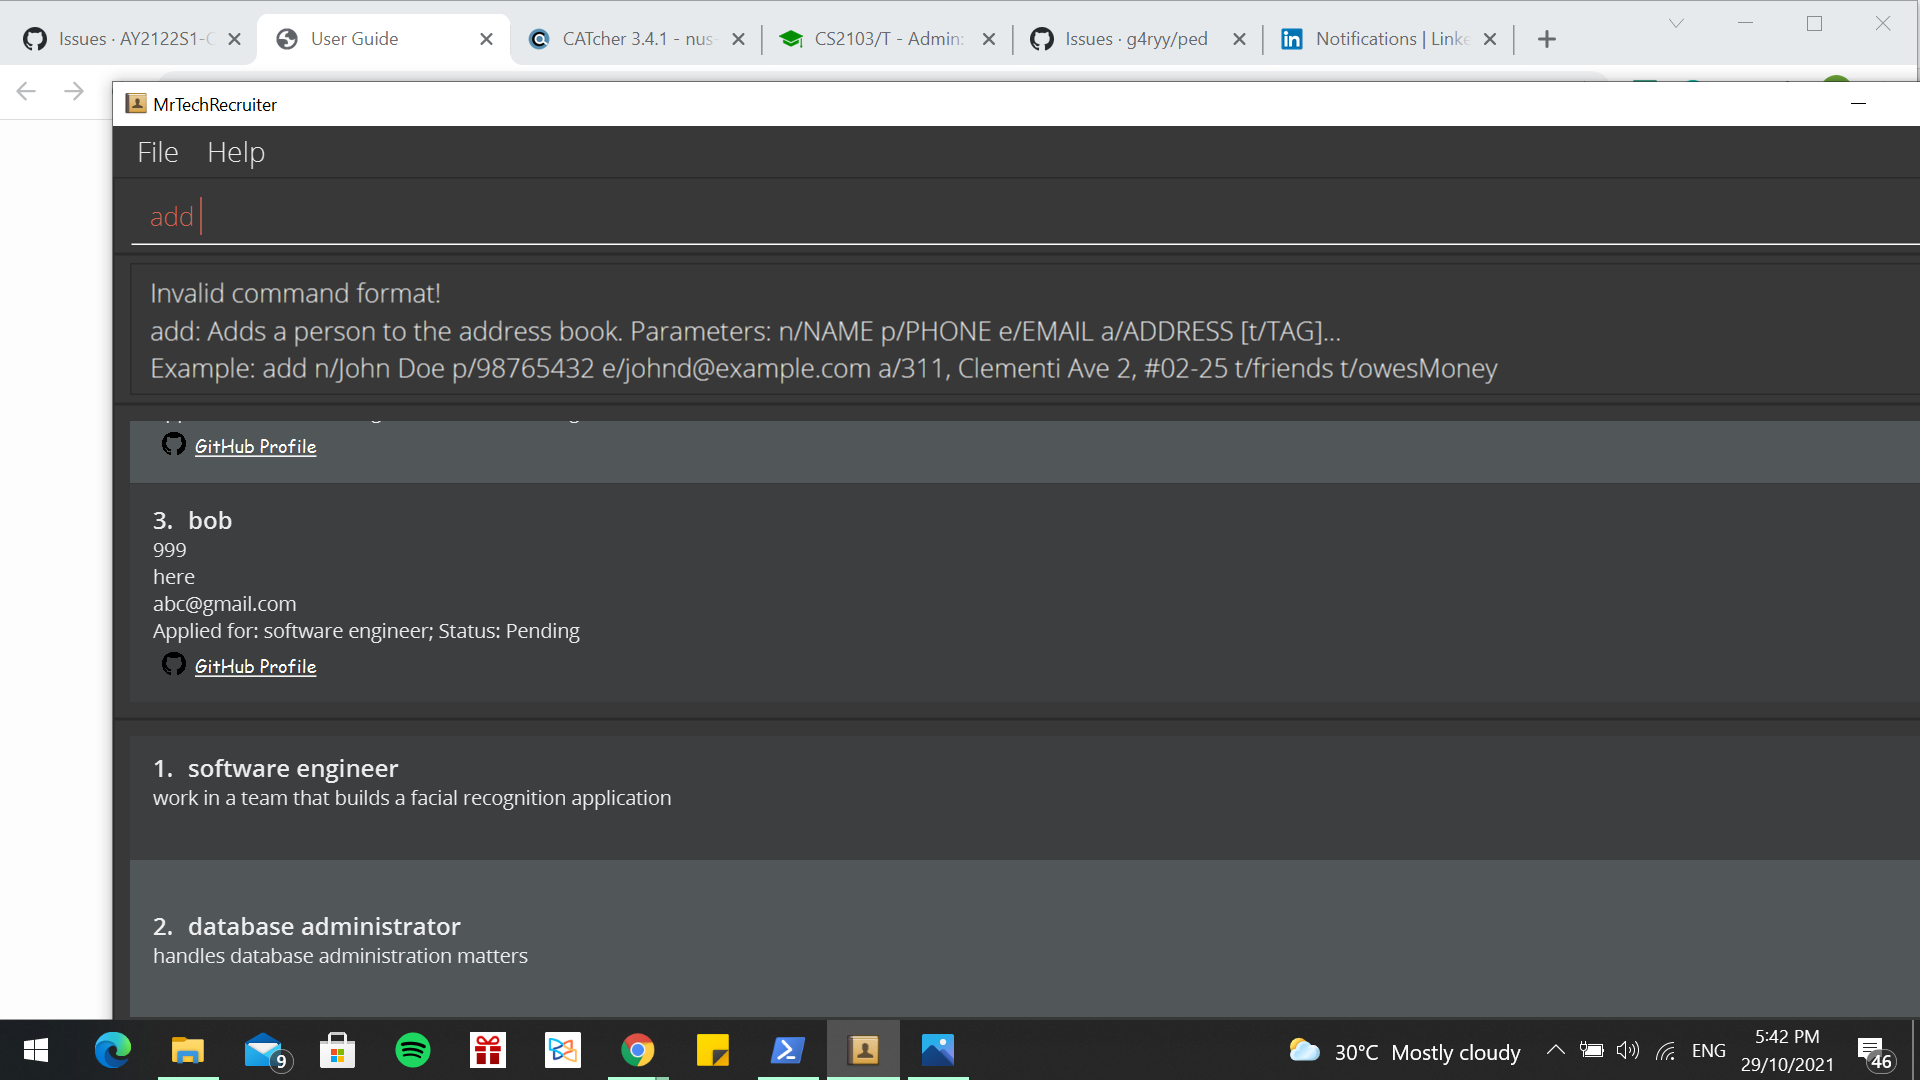 Issues · AY2122S1-C
User Guide
CATcher 3.4.1 - nus-
CS2103/T - Admin:
Issues · g4ryy/ped
Notifications | Linke
MrTechRecruiter
File Help
add
Invalid command format!
add: Adds a person to the address book. Parameters: n/NAME p/PHONE e/EMAIL a/ADDRESS [t/TAG]...
Example: add n/John Doe p/98765432 e/johnd@example.com a/311, Clementi Ave 2, #02-25 t/friends t/owesMoney
GitHub Profile
3. bob
999
here
abc@gmail.com
Applied for: software engineer; Status: Pending
GitHub Profile
1. software engineer
work in a team that builds a facial recognition application
2. database administrator
handles database administration matters
9
30°C Mostly cloudy
ENG
5:42 PM
29/10/2021
46